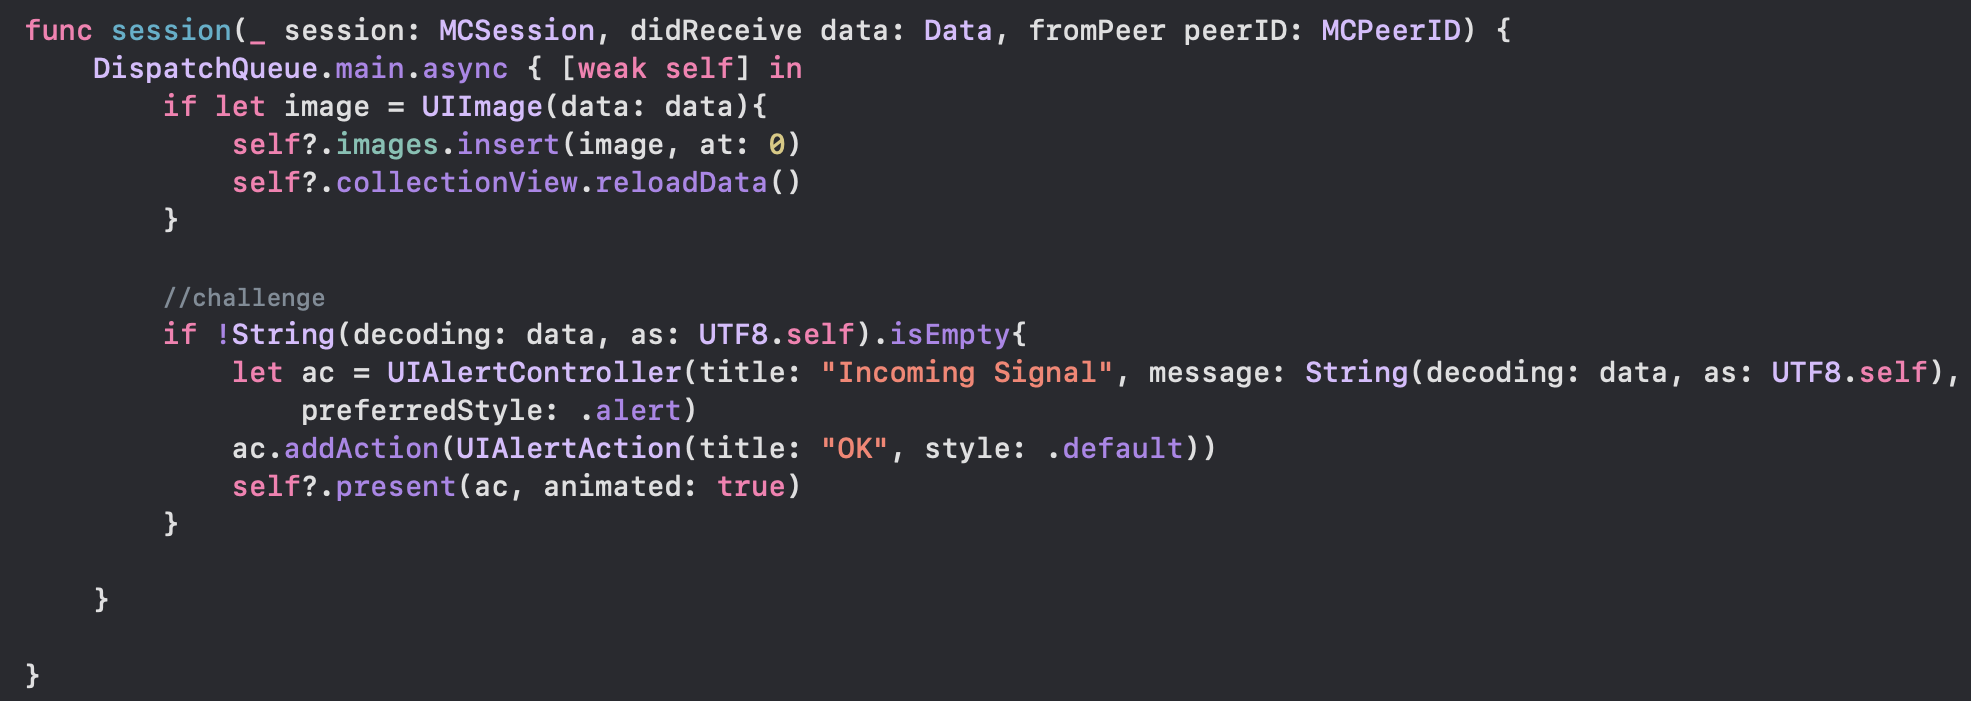 func session(_ session: MCSession, didReceive data: Data, fromPeer peerID: MCPeerID) {
    DispatchQueue.main.async { [weak self] in
        if let image = UIImage(data: data){
            self?.images.insert(image, at: 0)
            self?.collectionView.reloadData()
        }

        //challenge
        if !String(decoding: data, as: UTF8.self).isEmpty{
            let ac = UIAlertController(title: "Incoming Signal", message: String(decoding: data, as: UTF8.self),
                preferredStyle: .alert)
            ac.addAction(UIAlertAction(title: "OK", style: .default))
            self?.present(ac, animated: true)
        }

    }

}